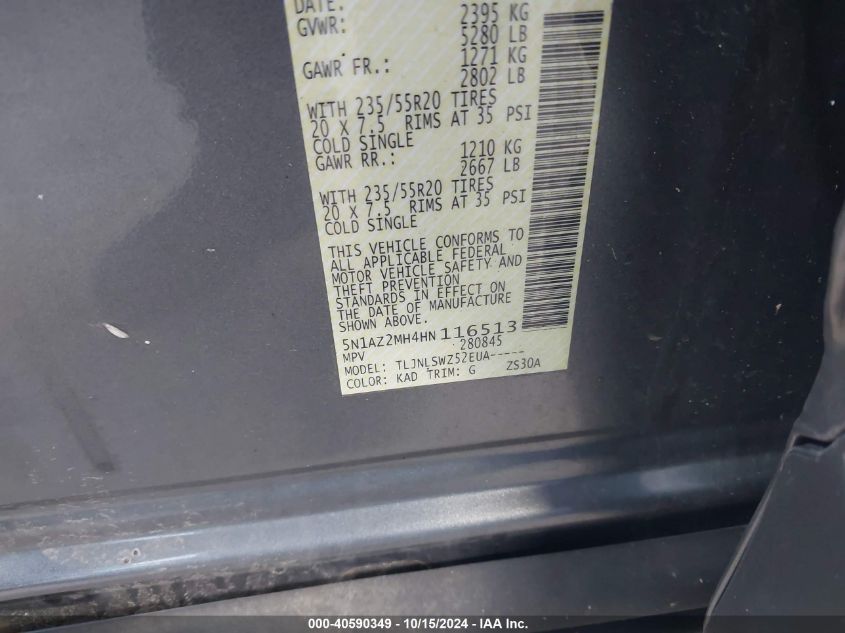 DATE:
GVWR: 2395 KG
5280 LB
GAWR FR.: 1271 KG
2802 LB
WITH 235/55R20 TIRES
20 X 7.5 RIMS AT 35 PSI
COLD SINGLE
GAWR RR.: 1210 KG
2667 LB
WITH 235/55R20 TIRES
20 X 7.5 RIMS AT 35 PSI
COLD SINGLE
THIS VEHICLE CONFORMS TO
ALL APPLICABLE FEDERAL
MOTOR VEHICLE SAFETY AND
THEFT PREVENTION
STANDARDS IN EFFECT ON
THE DATE OF MANUFACTURE
SHOWN ABOVE.
5N1AZ2MH4HN116513
MPV 280845
MODEL: TLJNLSWZ52EUA-----
COLOR: KAD TRIM: G ZS30A
000-40590349 - 10/15/2024 - IAA Inc.